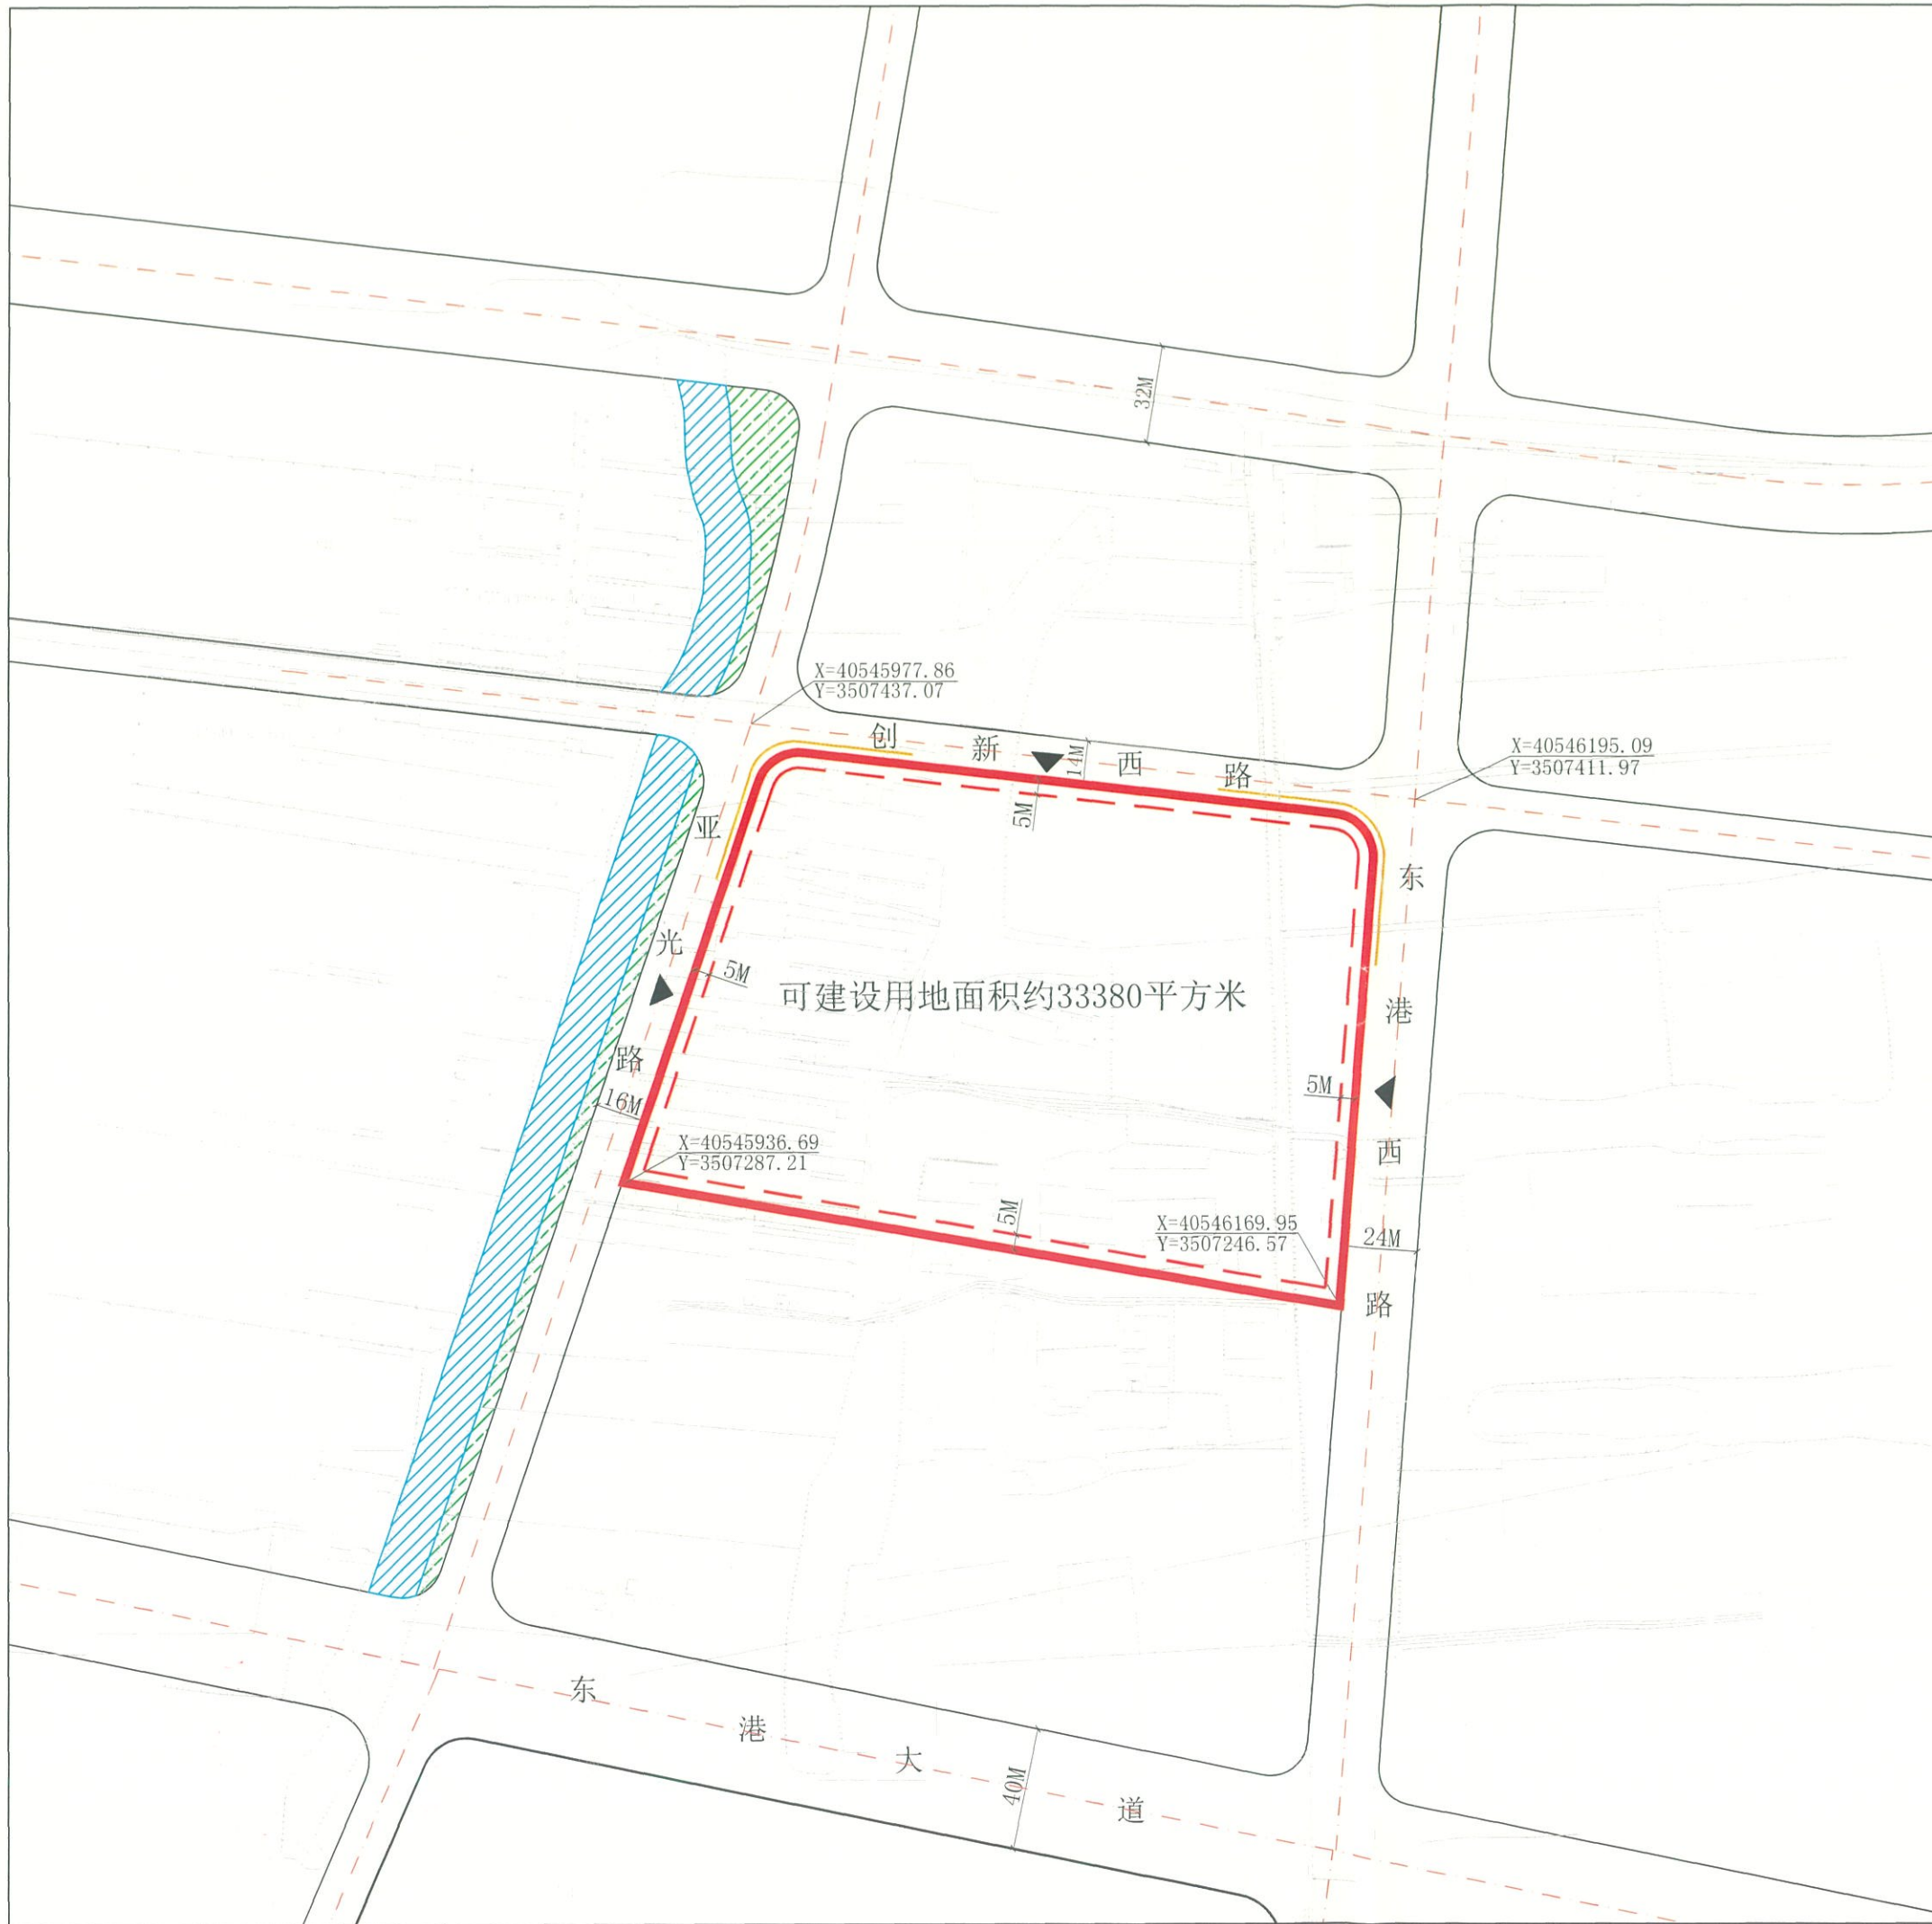 32M
X=40545977.86
Y=3507437.07
创新西路
14M
X=40546195.09
Y=3507411.97
5M
亚光路
东港西路
5M
可建设用地面积约33380平方米
5M
16M
X=40545936.69
Y=3507287.21
5M
X=40546169.95
Y=3507246.57
24M
东港大道
40M